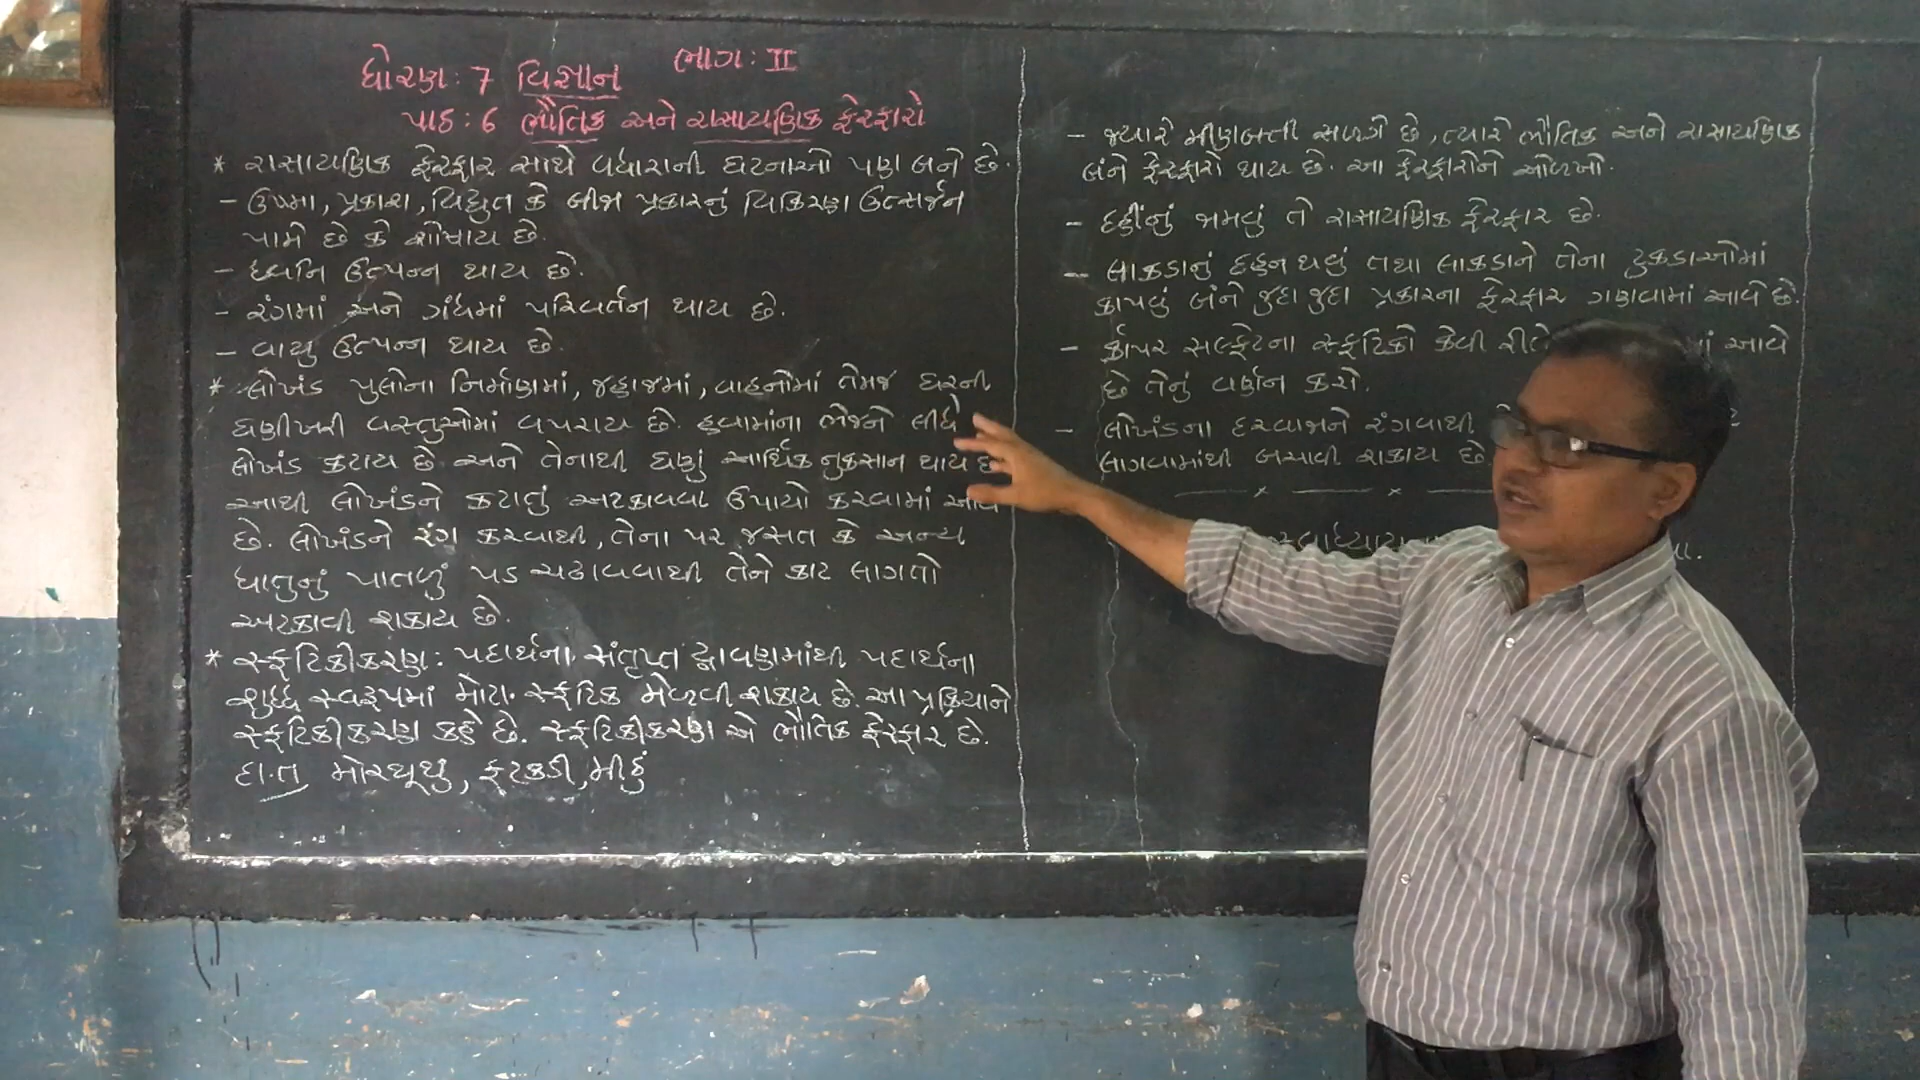 ધોરણ: 7 વિજ્ઞાન ભાગ: II
પાઠ: 6 ભૌતિક અને રાસાયણિક ફેરફારો
* રાસાયણિક ફેરફાર સાથે વધારાની ઘટનાઓ પણ બને છે.
- ઉષ્મા, પ્રકાશ, વિદ્યુત કે બીજા પ્રકારનું વિકિરણ ઉત્સર્જન
પામે છે કે શોષાય છે.
- ધ્વનિ ઉત્પન્ન થાય છે.
- રંગમાં અને ગંધમાં પરિવર્તન થાય છે.
- વાયુ ઉત્પન્ન થાય છે.
* લોખંડ પુલોના નિર્માણમાં, જહાજમાં, વાહનોમાં તેમજ ઘરની
ઘણીખરી વસ્તુઓમાં વપરાય છે. હવામાંના ભેજને લીધે
લોખંડ કટાય છે અને તેનાથી ઘણું આર્થિક નુકસાન થાય છે
આથી લોખંડને કટાતું અટકાવવા ઉપાયો કરવામાં આવે
છે. લોખંડને રંગ કરવાથી, તેના પર જસત કે અન્ય
ધાતુનું પાતળું પડ ચઢાવવાથી તેને કાટ લાગતો
અટકાવી શકાય છે.
* સ્ફટિકીકરણ: પદાર્થના સંતૃપ્ત દ્રાવણમાંથી પદાર્થના
શુદ્ધ સ્વરૂપમાં મોટા સ્ફટિક મેળવી શકાય છે. આ પ્રક્રિયાને
સ્ફટિકીકરણ કહે છે. સ્ફટિકીકરણ એ ભૌતિક ફેરફાર છે.
દા.ત મોરથૂથુ, ફટકડી, મીઠું
- જ્યારે મીણબત્તી સળગે છે, ત્યારે ભૌતિક અને રાસાયણિક
બંને ફેરફારો થાય છે. આ ફેરફારોને ઓળખો.
- દહીંનું જામવું તે રાસાયણિક ફેરફાર છે.
- લાકડાનું દહન થવું તથા લાકડાને તેના ટુકડાઓમાં
કાપવું બંને જુદા જુદા પ્રકારના ફેરફાર ગણવામાં આવે છે.
- કૉપર સલ્ફેટના સ્ફટિકો કેવી રીતે આવે
છે તેનું વર્ણન કરો.
- લોખંડના દરવાજાને રંગવાથી
લાગવામાંથી બચાવી શકાય છે